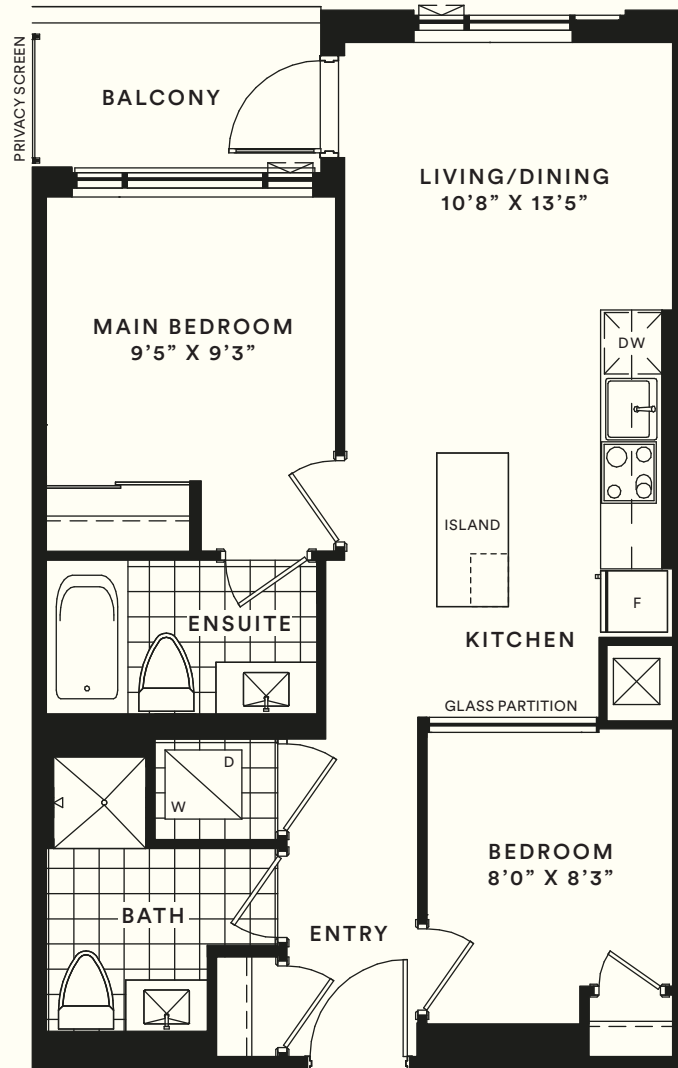 PRIVACY SCREEN
BALCONY
LIVING/DINING
10’8” X 13’5”
MAIN BEDROOM
9’5” X 9’3”
DW
ISLAND
F
ENSUITE
KITCHEN
GLASS PARTITION
D
W
BEDROOM
8’0” X 8’3”
BATH
ENTRY